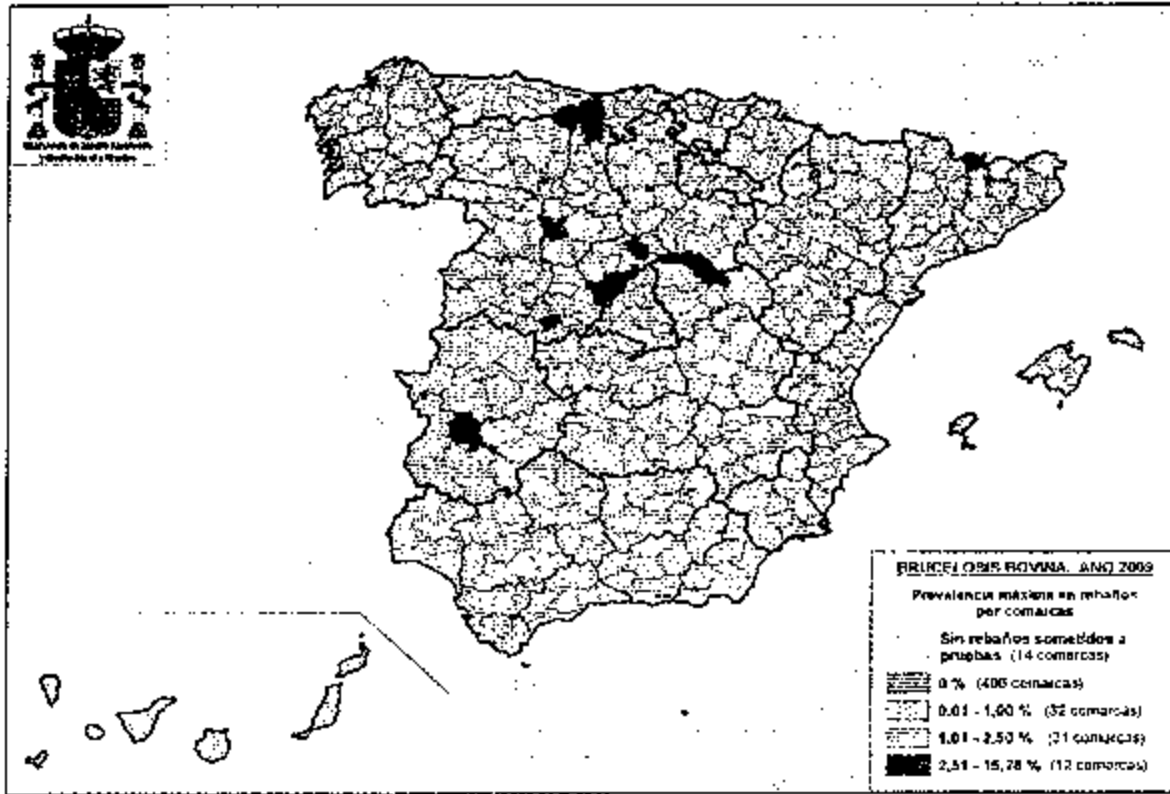 BRUCELOSIS BOVINA. AÑO 2009
Prevalencia máxima en rebaños
por comarcas
Sin rebaños sometidos a
pruebas (14 comarcas)
0 % (406 comarcas)
0,01 - 1,00 % (32 comarcas)
1,01 - 2,50 % (31 comarcas)
2,51 - 15,78 % (12 comarcas)